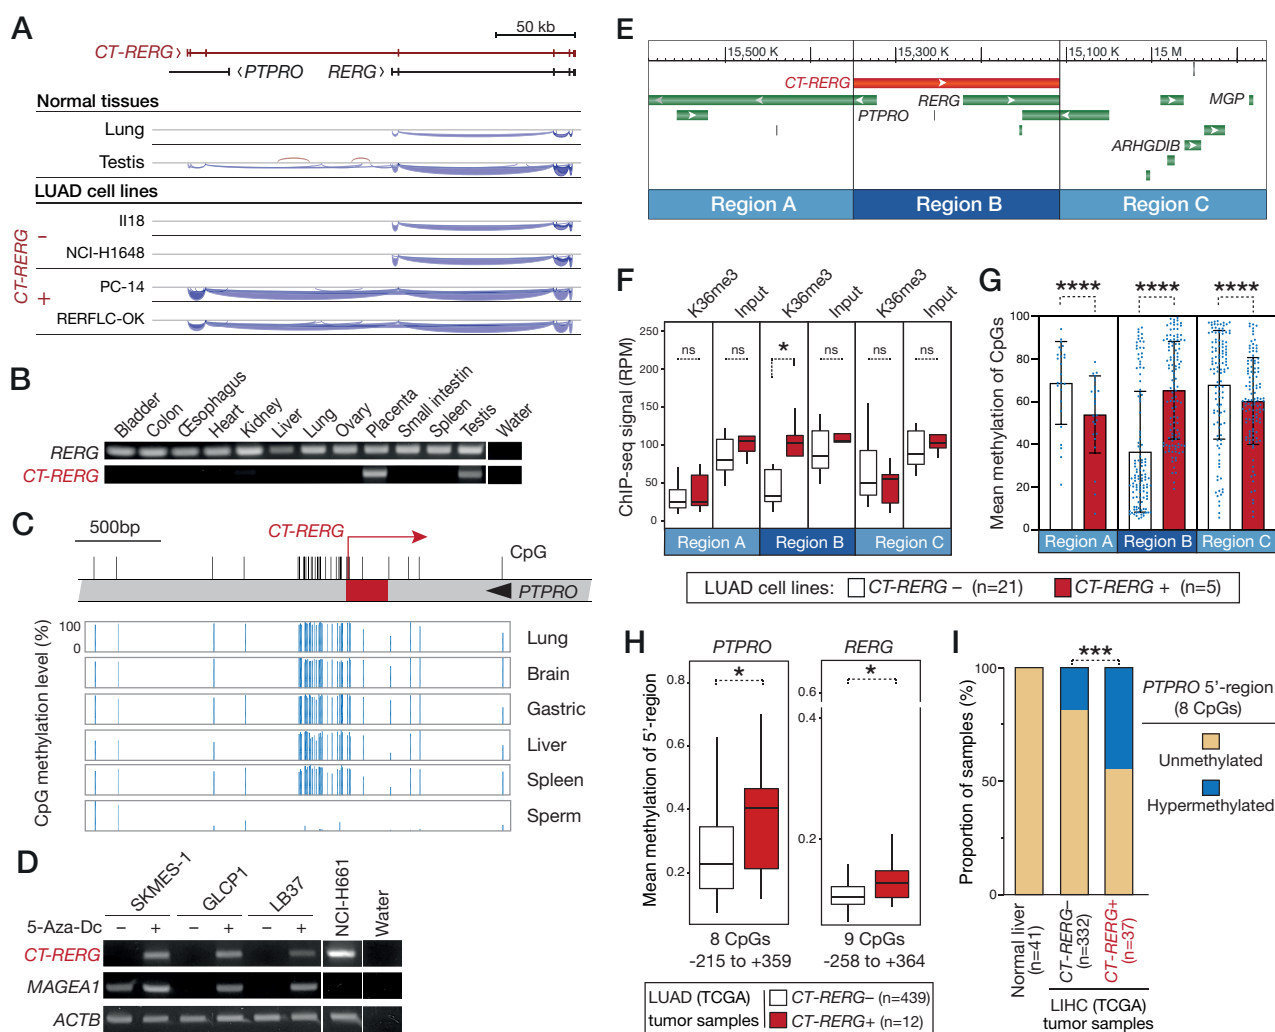 A
50 kb
CT-RERG
PTPRO
RERG
Normal tissues
Lung
Testis
LUAD cell lines
CT-RERG
−
+
Il18
NCI-H1648
PC-14
RERFLC-OK
B
Bladder
Colon
Œsophagus
Heart
Kidney
Liver
Lung
Ovary
Placenta
Small intestin
Spleen
Testis
Water
RERG
CT-RERG
C
500bp
CT-RERG
CpG
PTPRO
CpG methylation level (%)
100
0
Lung
Brain
Gastric
Liver
Spleen
Sperm
D
SKMES-1
GLCP1
LB37
NCI-H661
Water
5-Aza-Dc − + − + − +
CT-RERG
MAGEA1
ACTB
E
15,500 K 15,300 K 15,100 K 15 M
CT-RERG
RERG
MGP
PTPRO
ARHGDIB
Region A Region B Region C
F
K36me3 Input K36me3 Input K36me3 Input
ChIP-seq signal (RPM)
250
200
150
100
50
0
ns ns * ns ns ns
Region A Region B Region C
G
**** **** ****
Mean methylation of CpGs
100
80
60
40
20
0
Region A Region B Region C
LUAD cell lines: CT-RERG − (n=21) CT-RERG + (n=5)
H
PTPRO RERG
Mean methylation of 5'-region
0.8
0.6
0.4
0.2
*
0.6
0.4
0.2
*
8 CpGs 9 CpGs
-215 to +359 -258 to +364
LUAD (TCGA) CT-RERG− (n=439)
tumor samples CT-RERG+ (n=12)
I
***
Proportion of samples (%)
100
50
0
PTPRO 5'-region
(8 CpGs)
Unmethylated
Hypermethylated
Normal liver
(n=41)
CT-RERG−
(n=332)
CT-RERG+
(n=37)
LIHC (TCGA)
tumor samples